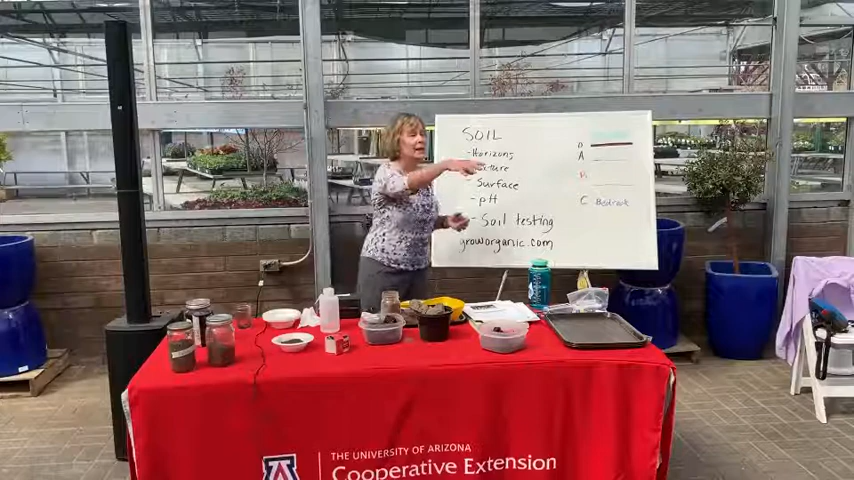 SOIL
- Horizons
- Surface
- pH
- Soil testing
groworganic.com
O
A
B
C Bedrock
A
THE UNIVERSITY OF ARIZONA
Cooperative Extension